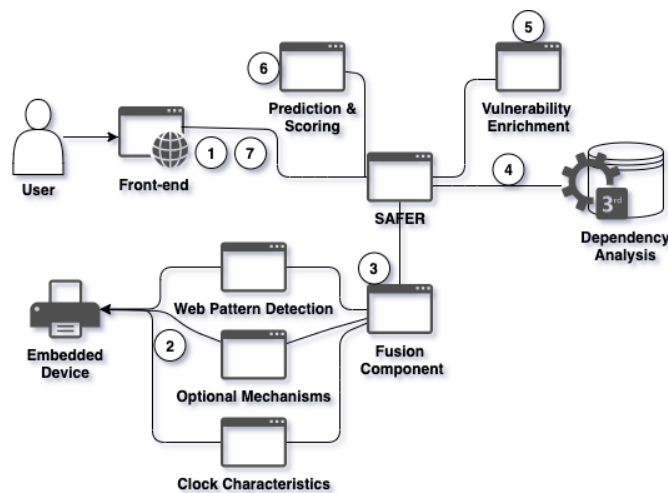 5
6
Prediction &
Scoring
Vulnerability
Enrichment
1
7
4
User
Front-end
SAFER
3rd
Dependency
Analysis
3
Web Pattern Detection
2
Embedded
Device
Optional Mechanisms
Fusion
Component
Clock Characteristics